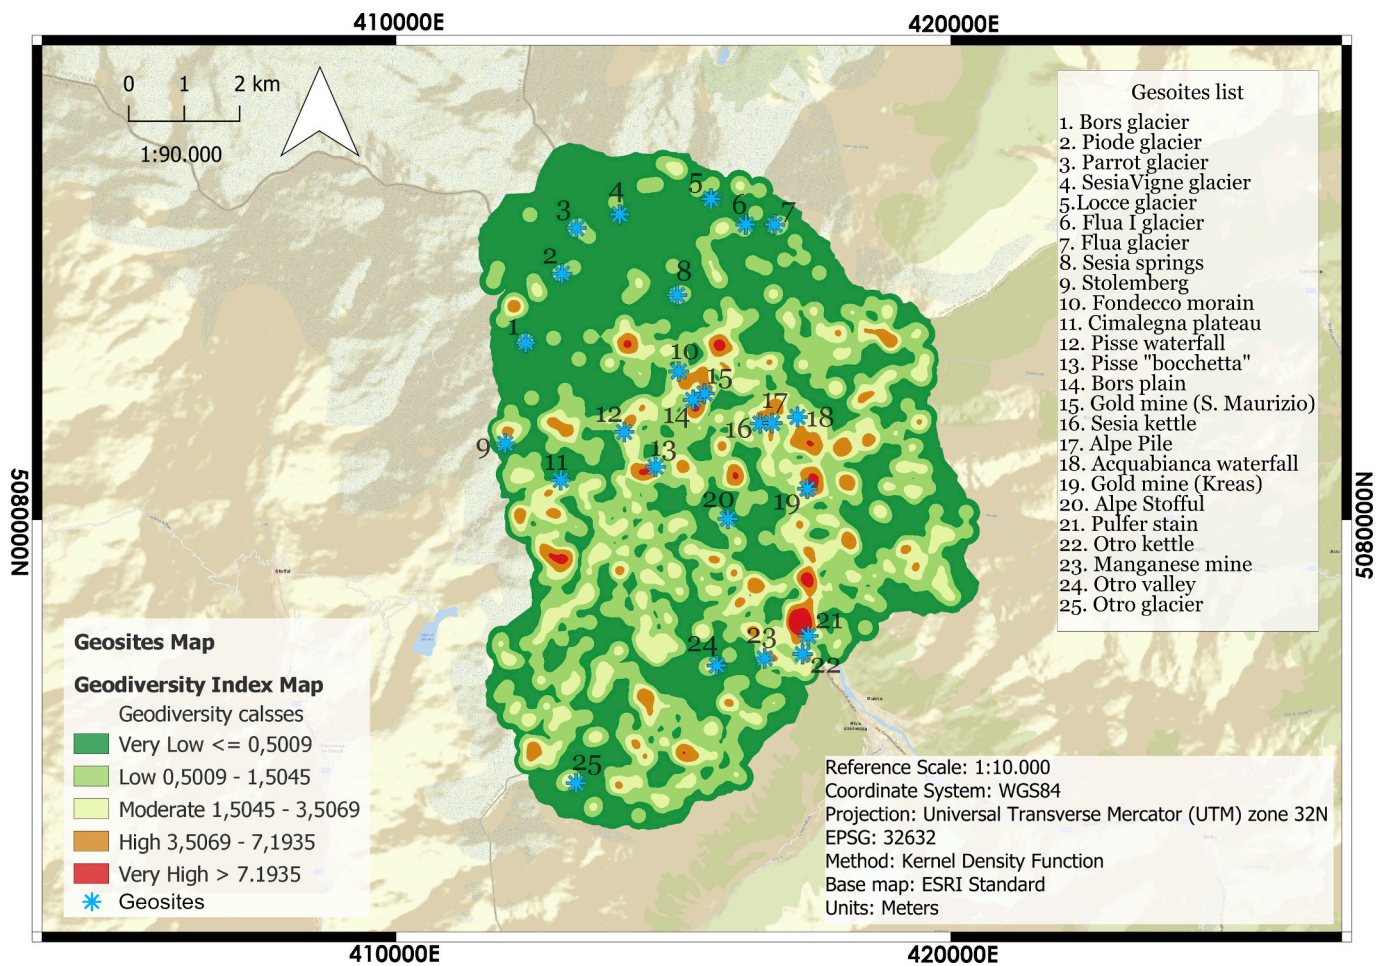 410000E
420000E
0 1 2 km
1:90.000
Gesoites list
1. Bors glacier
2. Piode glacier
3. Parrot glacier
4. SesiaVigne glacier
5.Locce glacier
6. Flua I glacier
7. Flua glacier
8. Sesia springs
9. Stolemberg
10. Fondecco morain
11. Cimalegna plateau
12. Pisse waterfall
13. Pisse "bocchetta"
14. Bors plain
15. Gold mine (S. Maurizio)
16. Sesia kettle
17. Alpe Pile
18. Acquabianca waterfall
19. Gold mine (Kreas)
20. Alpe Stofful
21. Pulfer stain
22. Otro kettle
23. Manganese mine
24. Otro valley
25. Otro glacier
5
4
3
6
7
2
8
1
10
15
14
12
17
16
18
9
13
11
19
20
21
23
24
22
25
5080000N
5080000N
Geosites Map
Geodiversity Index Map
Geodiversity calsses
Very Low <= 0,5009
Low 0,5009 - 1,5045
Moderate 1,5045 - 3,5069
High 3,5069 - 7,1935
Very High > 7.1935
Geosites
Reference Scale: 1:10.000
Coordinate System: WGS84
Projection: Universal Transverse Mercator (UTM) zone 32N
EPSG: 32632
Method: Kernel Density Function
Base map: ESRI Standard
Units: Meters
410000E
420000E